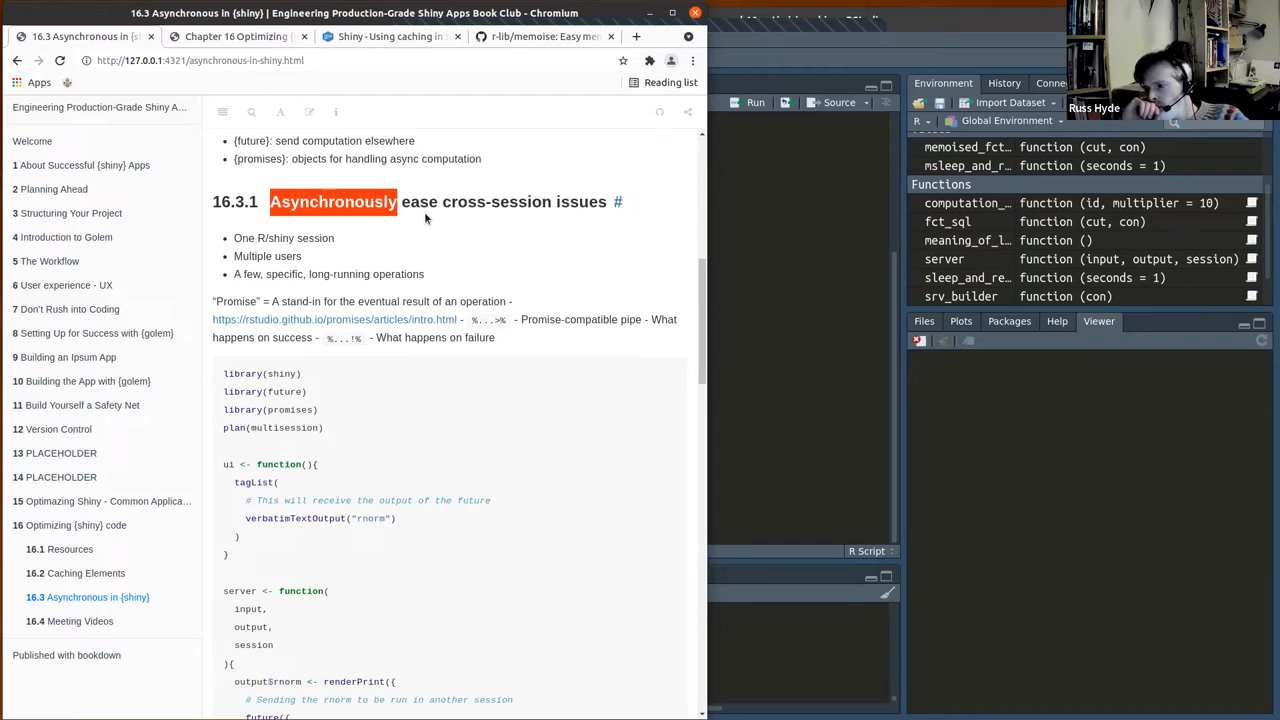 16.3 Asynchronous in {shiny} | Engineering Production-Grade Shiny Apps Book Club - Chromium
16.3 Asynchronous in {shiny}
Chapter 16 Optimizing
Shiny - Using caching in S
r-lib/memoise: Easy mem
http://127.0.0.1:4321/asynchronous-in-shiny.html
Apps
Reading list
Engineering Production-Grade Shiny A...
Welcome
1 About Successful {shiny} Apps
2 Planning Ahead
3 Structuring Your Project
4 Introduction to Golem
5 The Workflow
6 User experience - UX
7 Don't Rush into Coding
8 Setting Up for Success with {golem}
9 Building an Ipsum App
10 Building the App with {golem}
11 Build Yourself a Safety Net
12 Version Control
13 PLACEHOLDER
14 PLACEHOLDER
15 Optimazing Shiny - Common Applica...
16 Optimizing {shiny} code
16.1 Resources
16.2 Caching Elements
16.3 Asynchronous in {shiny}
16.4 Meeting Videos
Published with bookdown
• {future}: send computation elsewhere
• {promises}: objects for handling async computation
16.3.1 Asynchronously ease cross-session issues #
• One R/shiny session
• Multiple users
• A few, specific, long-running operations
“Promise” = A stand-in for the eventual result of an operation -
https://rstudio.github.io/promises/articles/intro.html - %...>% - Promise-compatible pipe - What
happens on success - %...!% - What happens on failure
library(shiny)
library(future)
library(promises)
plan(multisession)
ui <- function(){
tagList(
# This will receive the output of the future
verbatimTextOutput("rnorm")
)
}
server <- function(
input,
output,
session
){
output$rnorm <- renderPrint({
# Sending the rnorm to be run in another session
future({
Run
Source
R Script
Environment
History
Conne
Import Dataset
R
Global Environment
memoised_fct... function (cut, con)
msleep_and_r... function (seconds = 1)
Functions
computation_... function (id, multiplier = 10)
fct_sql function (cut, con)
meaning_of_l... function ()
server function (input, output, session)
sleep_and_re... function (seconds = 1)
srv_builder function (con)
Files
Plots
Packages
Help
Viewer
Russ Hyde